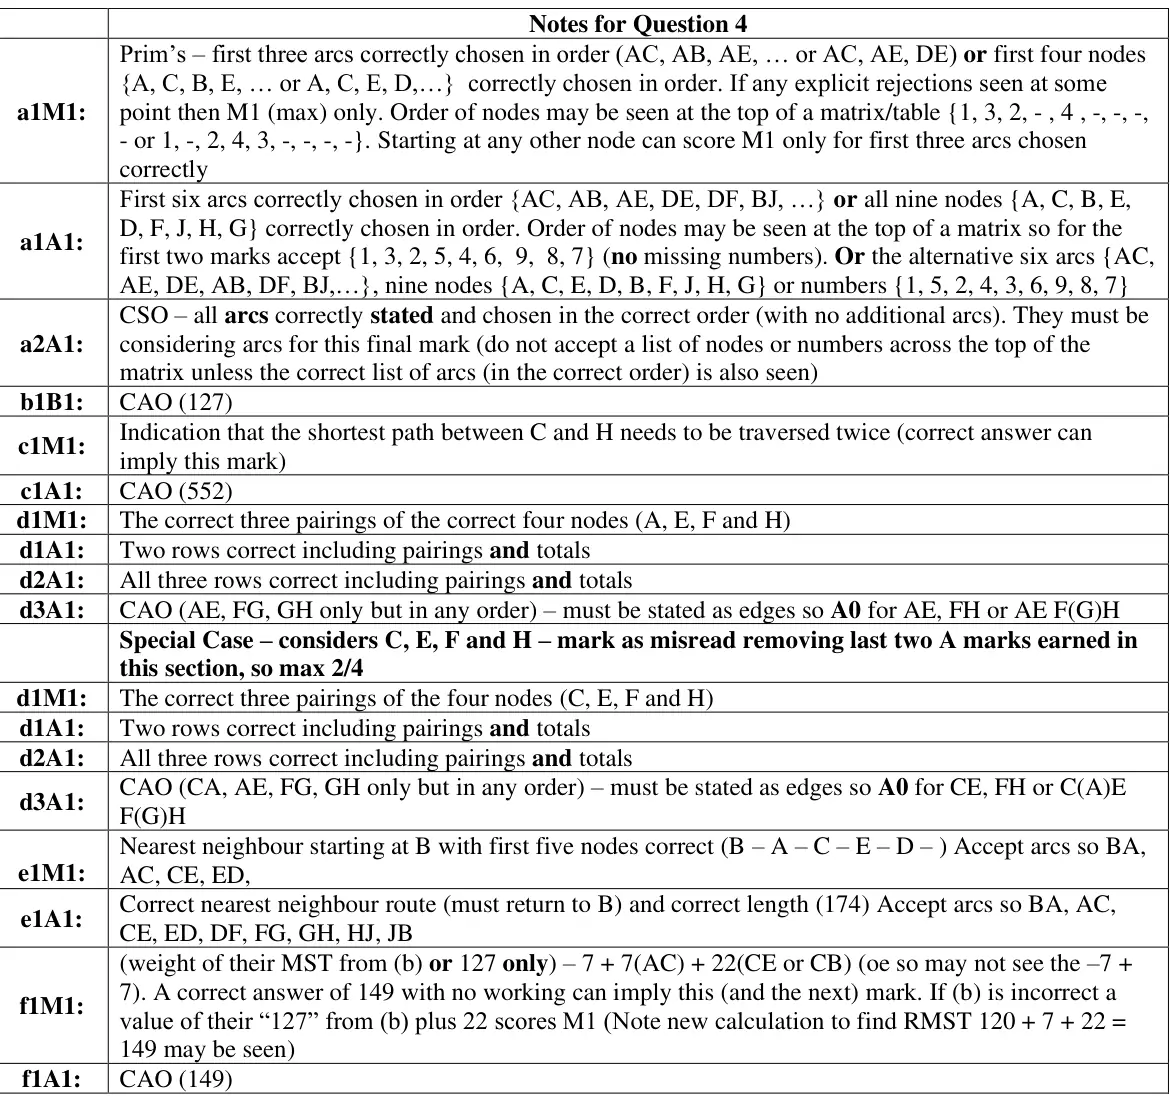 Notes for Question 4
a1M1:
Prim’s – first three arcs correctly chosen in order (AC, AB, AE, … or AC, AE, DE) or first four nodes
{A, C, B, E, … or A, C, E, D,…}  correctly chosen in order. If any explicit rejections seen at some
point then M1 (max) only. Order of nodes may be seen at the top of a matrix/table {1, 3, 2, - , 4 , -, -, -,
- or 1, -, 2, 4, 3, -, -, -, -}. Starting at any other node can score M1 only for first three arcs chosen
correctly
a1A1:
First six arcs correctly chosen in order {AC, AB, AE, DE, DF, BJ, …} or all nine nodes {A, C, B, E,
D, F, J, H, G} correctly chosen in order. Order of nodes may be seen at the top of a matrix so for the
first two marks accept {1, 3, 2, 5, 4, 6,  9,  8, 7} (no missing numbers). Or the alternative six arcs {AC,
AE, DE, AB, DF, BJ,…}, nine nodes {A, C, E, D, B, F, J, H, G} or numbers {1, 5, 2, 4, 3, 6, 9, 8, 7}
a2A1:
CSO – all arcs correctly stated and chosen in the correct order (with no additional arcs). They must be
considering arcs for this final mark (do not accept a list of nodes or numbers across the top of the
matrix unless the correct list of arcs (in the correct order) is also seen)
b1B1: CAO (127)
c1M1:
Indication that the shortest path between C and H needs to be traversed twice (correct answer can
imply this mark)
c1A1: CAO (552)
d1M1: The correct three pairings of the correct four nodes (A, E, F and H)
d1A1: Two rows correct including pairings and totals
d2A1: All three rows correct including pairings and totals
d3A1: CAO (AE, FG, GH only but in any order) – must be stated as edges so A0 for AE, FH or AE F(G)H
Special Case – considers C, E, F and H – mark as misread removing last two A marks earned in
this section, so max 2/4
d1M1: The correct three pairings of the four nodes (C, E, F and H)
d1A1: Two rows correct including pairings and totals
d2A1: All three rows correct including pairings and totals
d3A1:
CAO (CA, AE, FG, GH only but in any order) – must be stated as edges so A0 for CE, FH or C(A)E
F(G)H
e1M1:
Nearest neighbour starting at B with first five nodes correct (B – A – C – E – D – ) Accept arcs so BA,
AC, CE, ED,
e1A1:
Correct nearest neighbour route (must return to B) and correct length (174) Accept arcs so BA, AC,
CE, ED, DF, FG, GH, HJ, JB
f1M1:
(weight of their MST from (b) or 127 only) – 7 + 7(AC) + 22(CE or CB) (oe so may not see the –7 +
7). A correct answer of 149 with no working can imply this (and the next) mark. If (b) is incorrect a
value of their “127” from (b) plus 22 scores M1 (Note new calculation to find RMST 120 + 7 + 22 =
149 may be seen)
f1A1: CAO (149)